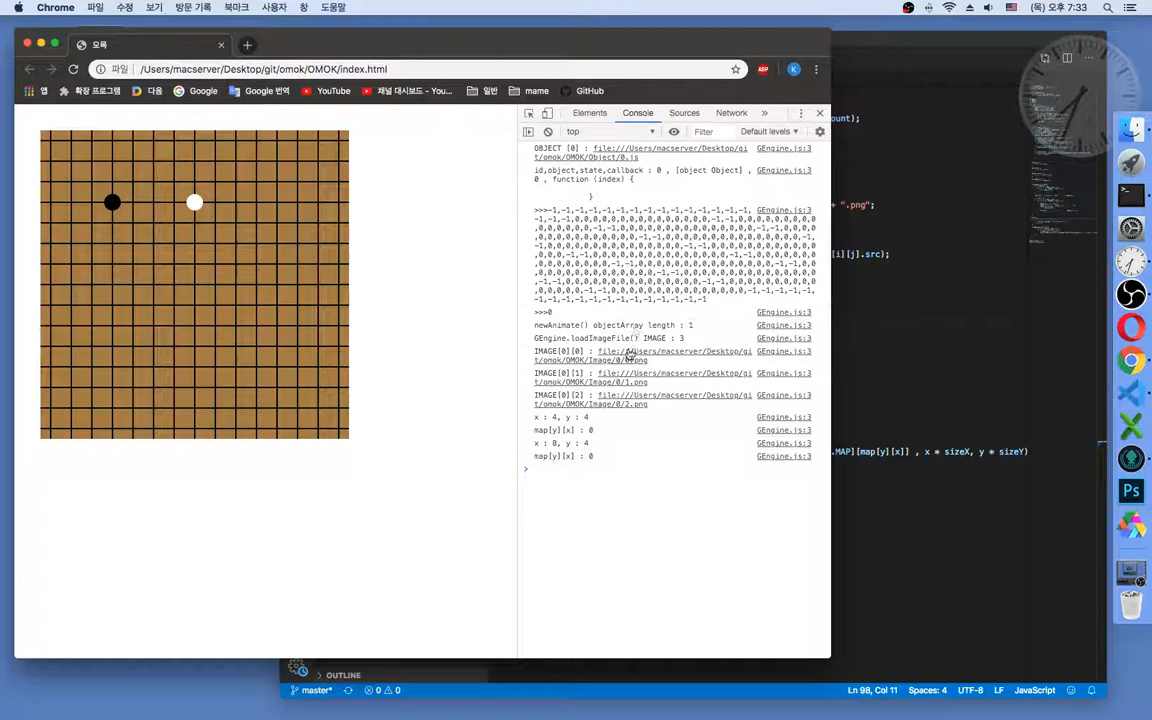 Chrome 파일 수정 보기 방문 기록 북마크 사용자 창 도움말 (목) 오후 7:33
오목
파일 /Users/macserver/Desktop/git/omok/OMOK/index.html ABP K
앱 확장 프로그램 다음 Google Google 번역 YouTube 채널 대시보드 - You... 일반 mame GitHub
Elements Console Sources Network
top Filter Default levels
OBJECT [0] : file:///Users/macserver/Desktop/gi GEngine.js:3
t/omok/OMOK/Object/0.js
id,object,state,callback : 0 , [object Object] , GEngine.js:3
0 , function (index) {
}
>>>0 GEngine.js:3
newAnimate() objectArray length : 1 GEngine.js:3
GEngine.loadImageFile() IMAGE : 3 GEngine.js:3
IMAGE[0][0] : file:///Users/macserver/Desktop/gi GEngine.js:3
t/omok/OMOK/Image/0/0.png
IMAGE[0][1] : file:///Users/macserver/Desktop/gi GEngine.js:3
t/omok/OMOK/Image/0/1.png
IMAGE[0][2] : file:///Users/macserver/Desktop/gi GEngine.js:3
t/omok/OMOK/Image/0/2.png
x : 4, y : 4 GEngine.js:3
map[y][x] : 0 GEngine.js:3
x : 8, y : 4 GEngine.js:3
map[y][x] : 0 GEngine.js:3
ount);
+ ".png";
[i][j].src);
.MAP][map[y][x]] , x * sizeX, y * sizeY)
Ps
OUTLINE
master* 0 0 Ln 98, Col 11 Spaces: 4 UTF-8 LF JavaScript